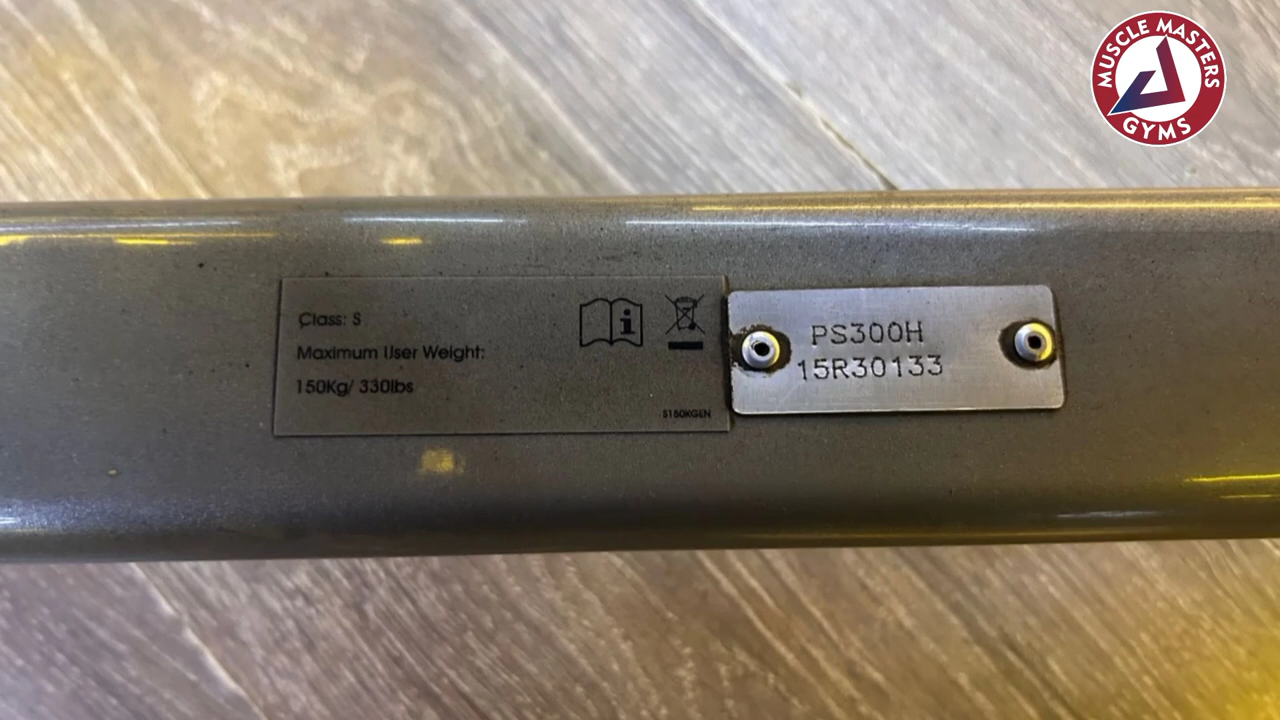 MUSCLE MASTERS
GYMS
Class: S
Maximum User Weight:
150Kg/ 330lbs
S150KGEN
PS300H
15R30133